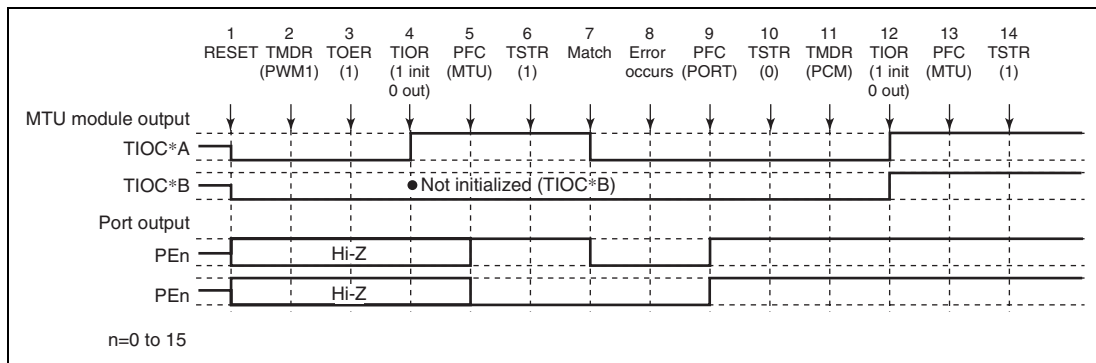 1 2 3 4 5 6 7 8 9 10 11 12 13 14
RESET TMDR TOER TIOR PFC TSTR Match Error PFC TSTR TMDR TIOR PFC TSTR
(PWM1) (1) (1 init (MTU) (1) occurs (PORT) (0) (PCM) (1 init (MTU) (1)
0 out) 0 out)
MTU module output
TIOC*A
TIOC*B ● Not initialized (TIOC*B)
Port output
PEn Hi-Z
PEn Hi-Z
n=0 to 15